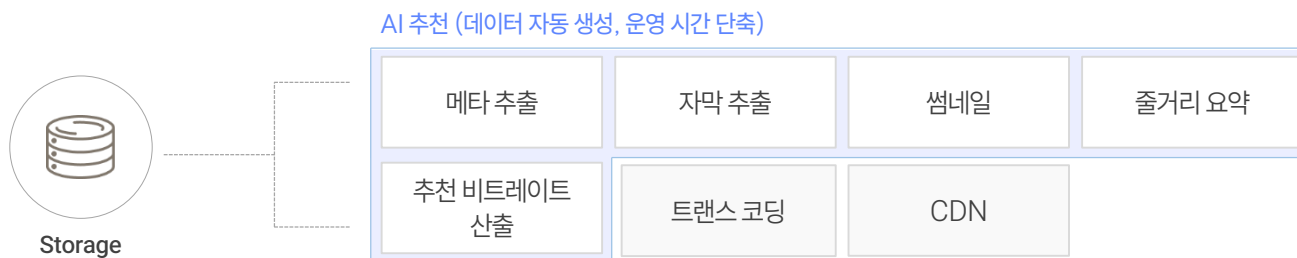 AI 추천 (데이터 자동 생성, 운영 시간 단축)
메타 추출
자막 추출
썸네일
줄거리 요약
추천 비트레이트
산출
트랜스 코딩
CDN
Storage